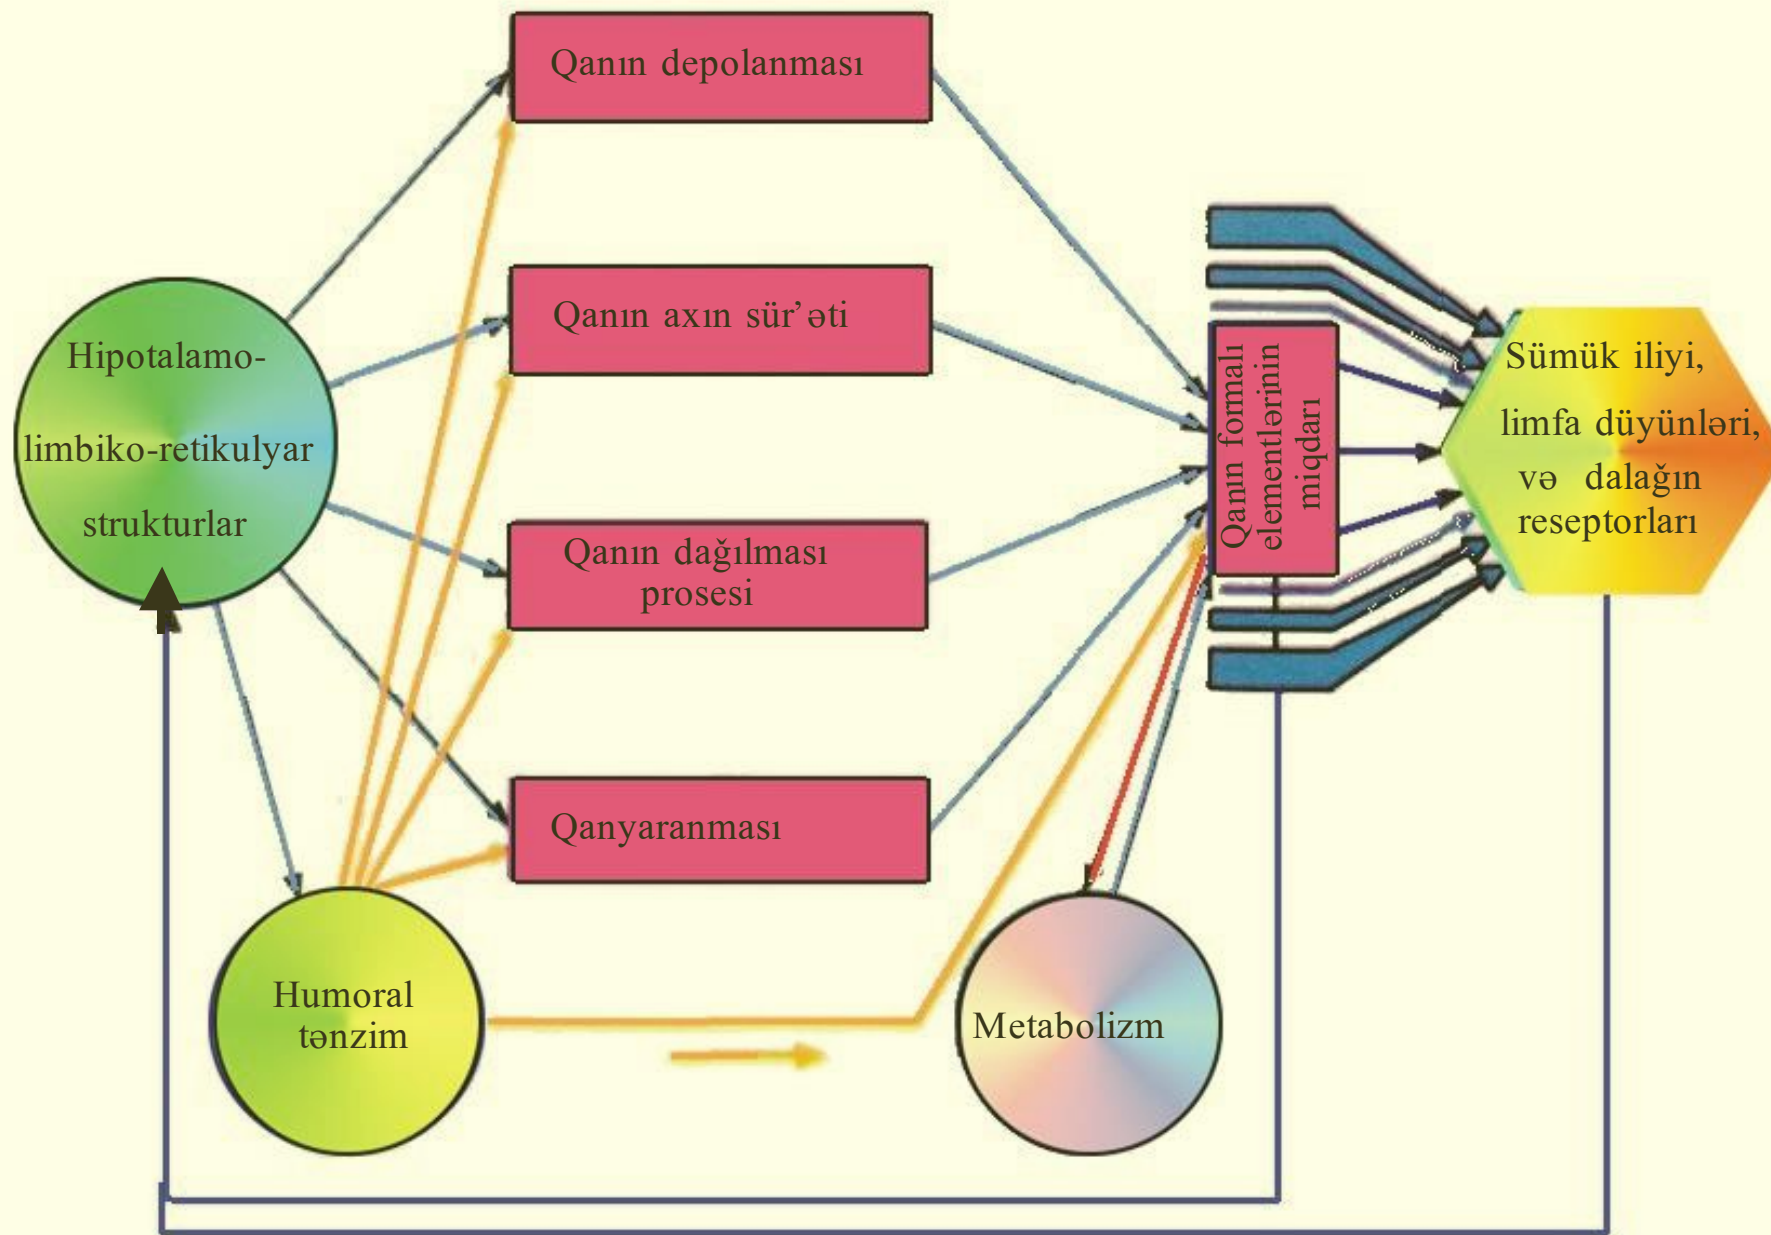 Qanın depolanması
Qanın axın sür’əti
Hipotalamo-
limbiko-retikulyar
strukturlar
Qanın dağılması
prosesi
Qanyaranması
Humoral
tənzim
Metabolizm
Qanın formalı
elementlərinin
miqdarı
Sümük iliyi,
limfa düyünləri,
və dalağın
reseptorları